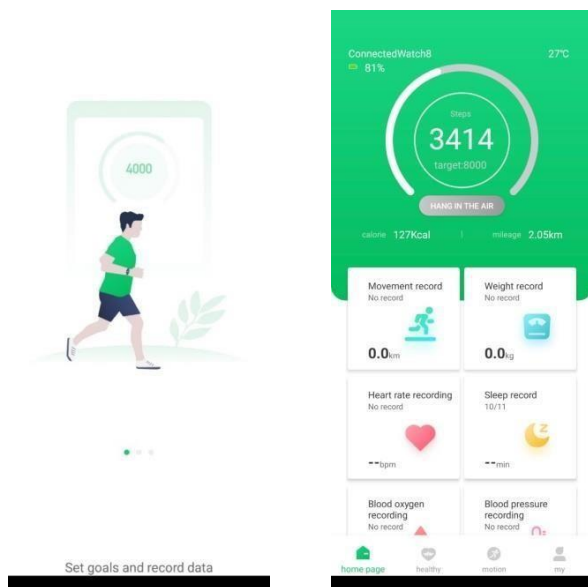 4000
Set goals and record data
ConnectedWatch8
27°C
81%
Steps
3414
target:8000
HANG IN THE AIR
calorie 127Kcal
mileage 2.05km
Movement record
No record
0.0km
Weight record
No record
0.0kg
Heart rate recording
No record
--bpm
Sleep record
10/11
Z
--min
Blood oxygen
recording
No record
Blood pressure
recording
No record
home page
healthy
motion
my